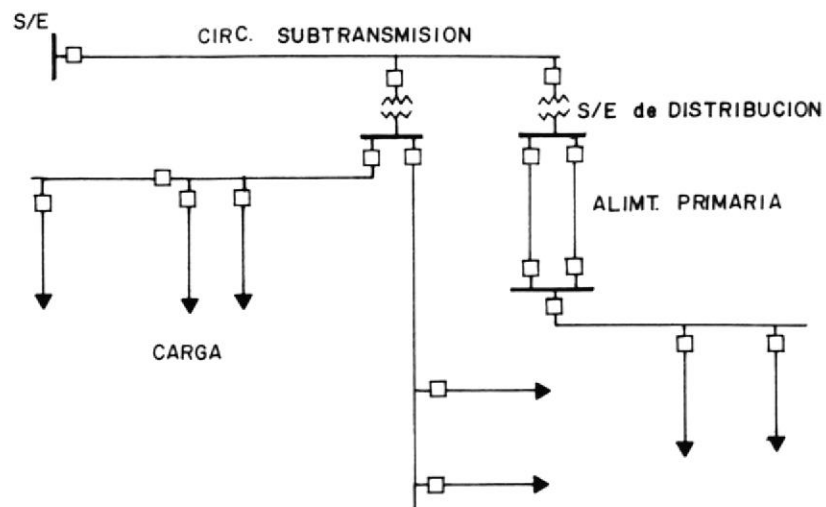 S/E
CIRC. SUBTRANSMISION
S/E de DISTRIBUCION
ALIMT. PRIMARIA
CARGA